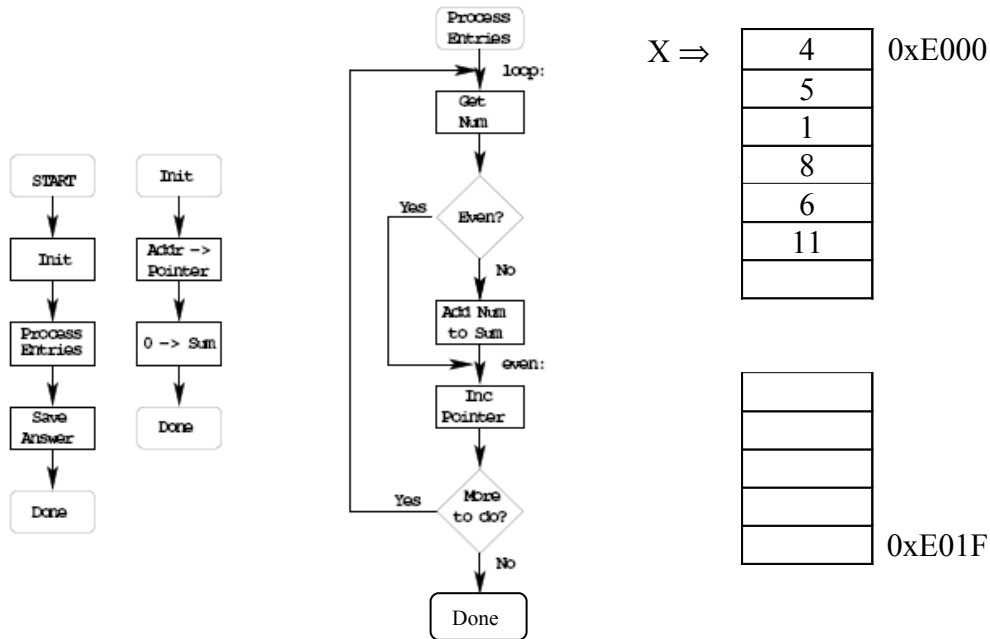 START
Init
Process
Entries
Save
Answer
Done
Init
Addr ->
Pointer
0 -> Sum
Done
Process
Entries
loop:
Get
Num
Even?
Yes
No
Add Num
to Sum
even:
Inc
Pointer
More
to do?
Yes
No
Done
X ⇒
4
0xE000
5
1
8
6
11
0xE01F